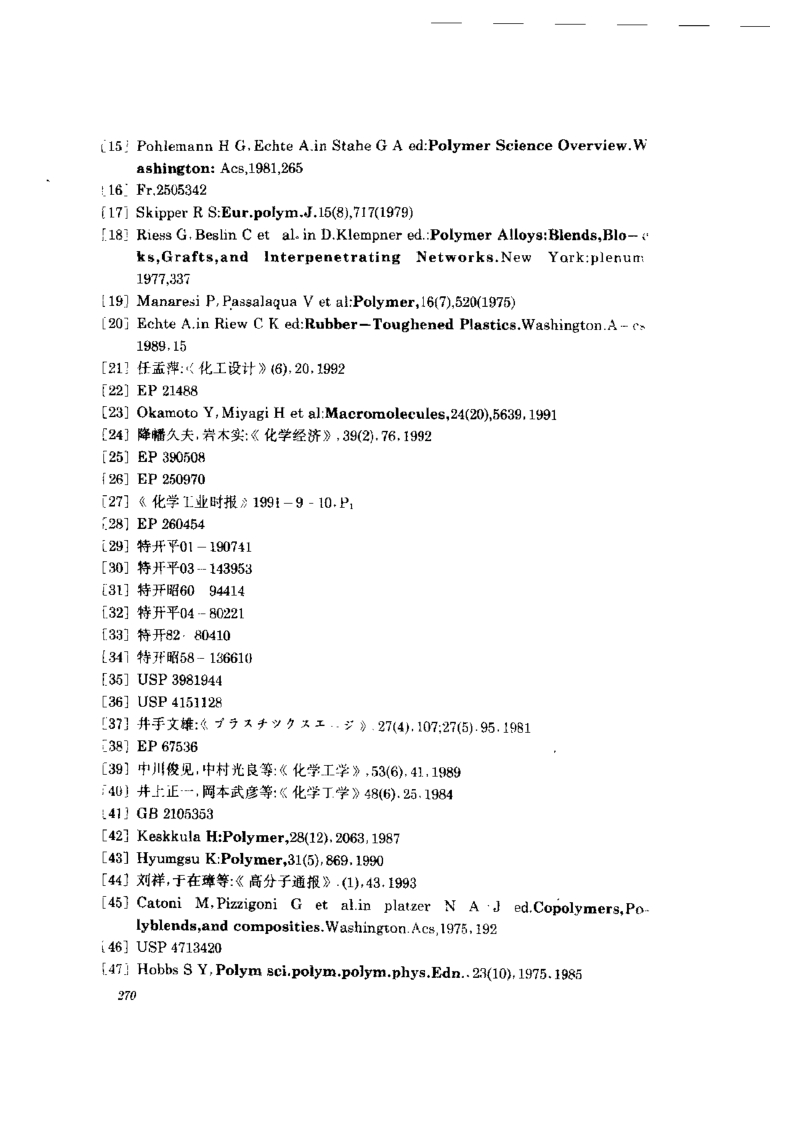 [15] Pohlemann H G, Echte A.in Stahe G A ed:Polymer Science Overview.W
ashington: Acs,1981,265
[16] Fr.2505342
[17] Skipper R S:Eur.polym.J.15(8),717(1979)
[18] Riess G, Beslin C et al. in D.Klempner ed.:Polymer Alloys:Blends,Blo-c
ks,Grafts,and Interpenetrating Networks.New York:plenum
1977,337
[19] Manaresi P, Passalaqua V et al:Polymer,16(7),520(1975)
[20] Echte A.in Riew C K ed:Rubber-Toughened Plastics.Washington.A-cs
1989,15
[21] 任孟萍:《化工设计》(6),20,1992
[22] EP 21488
[23] Okamoto Y, Miyagi H et al:Macromolecules,24(20),5639,1991
[24] 降幡久夫,岩木实:《化学经济》,39(2),76,1992
[25] EP 390508
[26] EP 250970
[27] 《化学工业时报》1991-9-10.P₁
[28] EP 260454
[29] 特开平01-190741
[30] 特开平03-143953
[31] 特开昭60 94414
[32] 特开平04-80221
[33] 特开82-80410
[34] 特开昭58-136610
[35] USP 3981944
[36] USP 4151128
[37] 井手文雄:《プラスチックスエージ》.27(4),107;27(5).95,1981
[38] EP 67536
[39] 中川俊见,中村光良等:《化学工学》,53(6),41,1989
[40] 井上正一,岡本武彦等:《化学工学》48(6),25,1984
[41] GB 2105353
[42] Keskkula H:Polymer,28(12),2063,1987
[43] Hyumgsu K:Polymer,31(5),869,1990
[44] 刘祥,于在璋等:《高分子通报》.(1),43,1993
[45] Catoni M,Pizzigoni G et al.in platzer N A J ed.Copolymers,Po-
lyblends,and composities.Washington.Acs,1975,192
[46] USP 4713420
[47] Hobbs S Y, Polym sci.polym.polym.phys.Edn..23(10),1975,1985
270